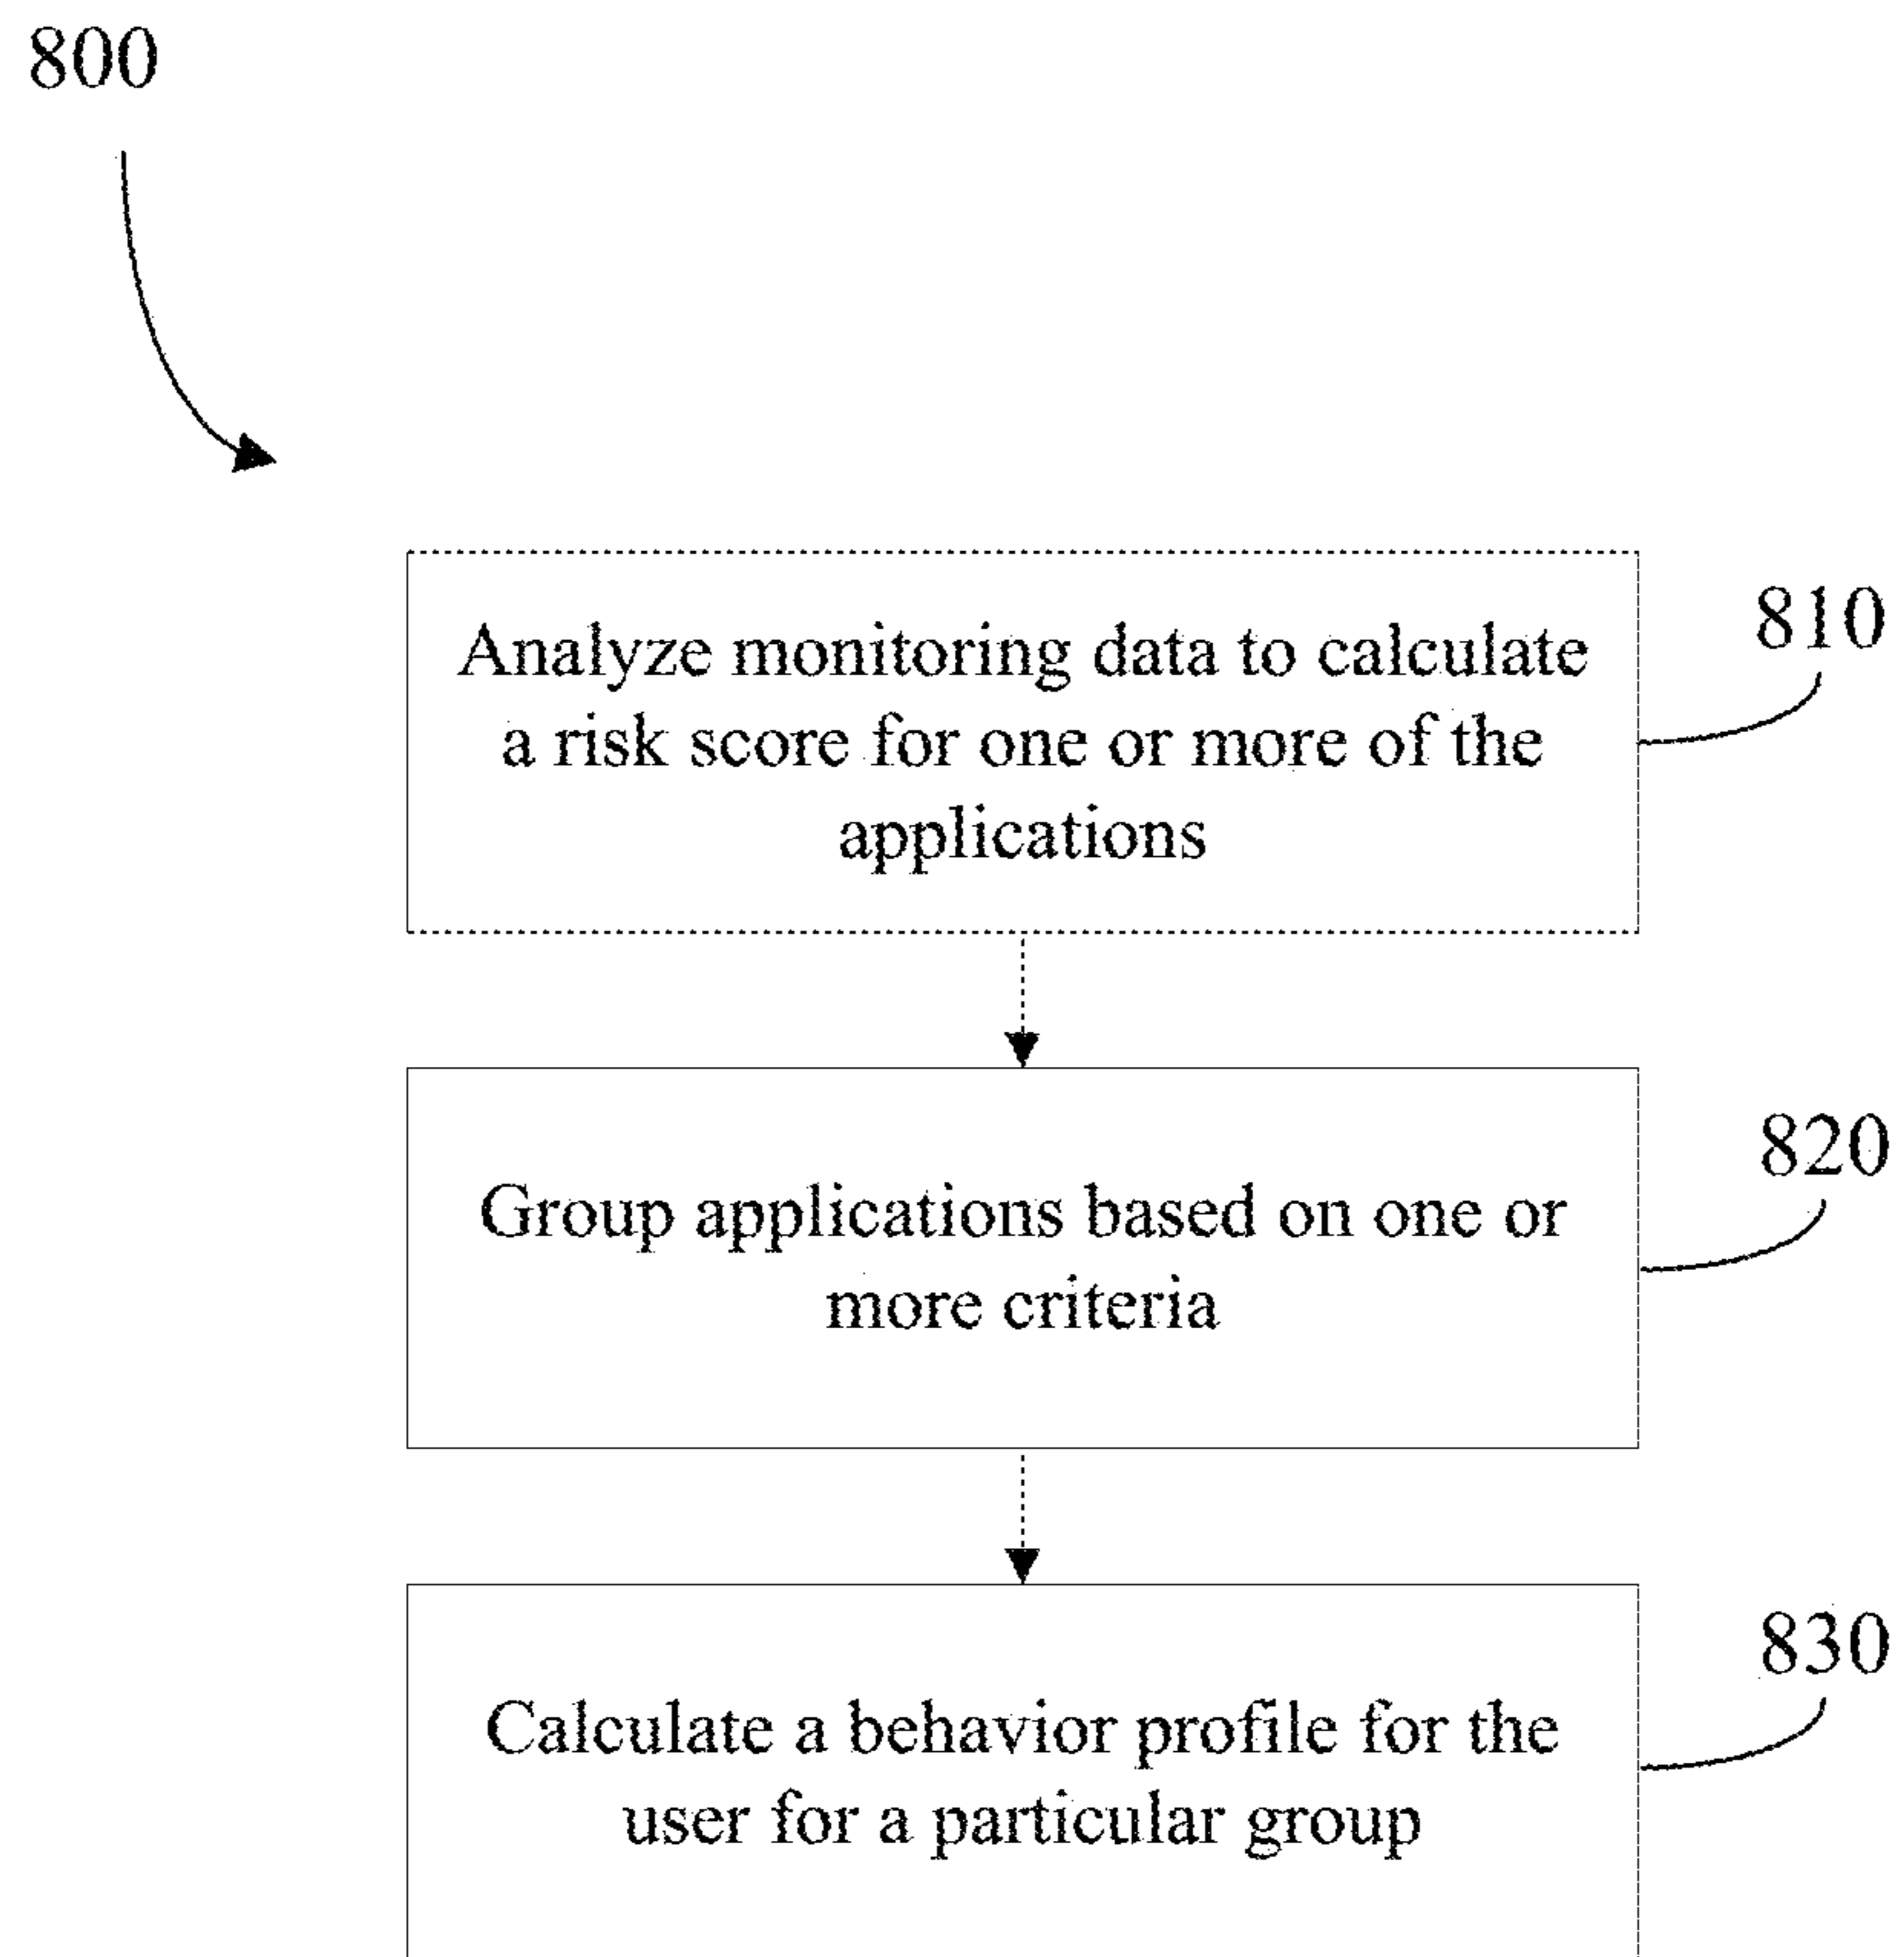 800
Analyze monitoring data to calculate
a risk score for one or more of the
applications
810
Group applications based on one or
more criteria
820
Calculate a behavior profile for the
user for a particular group
830